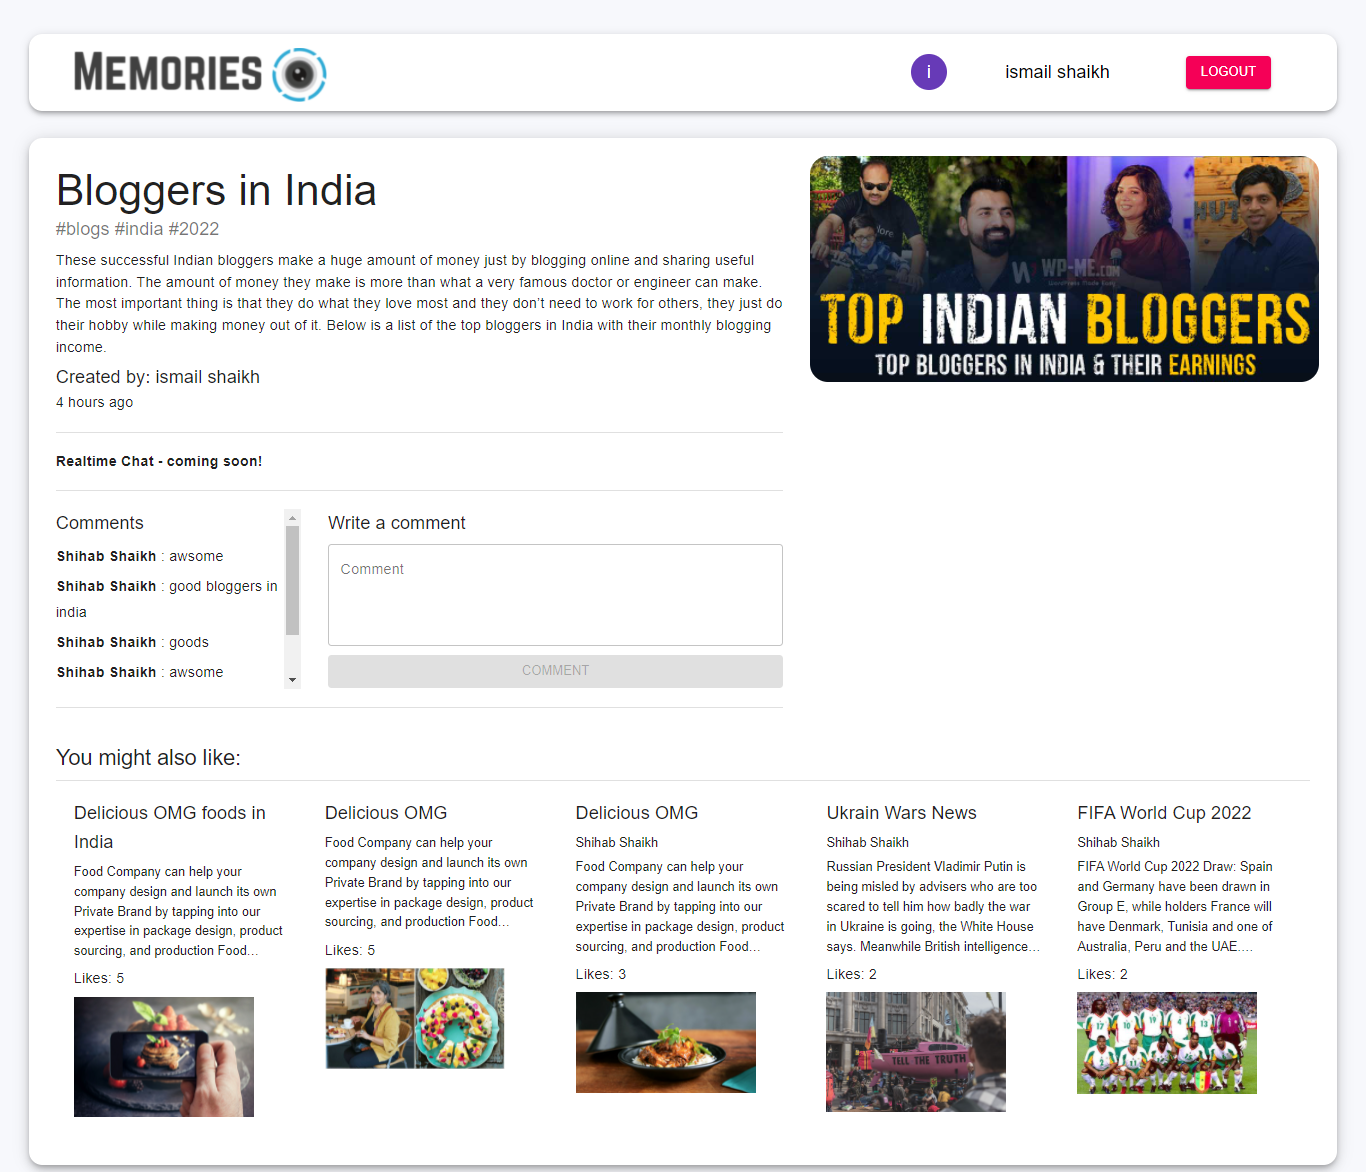 MEMORIES
i
ismail shaikh
LOGOUT
Bloggers in India
#blogs #india #2022
These successful Indian bloggers make a huge amount of money just by blogging online and sharing useful
information. The amount of money they make is more than what a very famous doctor or engineer can make.
The most important thing is that they do what they love most and they don't need to work for others, they just do
their hobby while making money out of it. Below is a list of the top bloggers in India with their monthly blogging
income.
Created by: ismail shaikh
4 hours ago
WP-ME.COM
TOP INDIAN BLOGGERS
TOP BLOGGERS IN INDIA & THEIR EARNINGS
Realtime Chat - coming soon!
Comments
Shihab Shaikh : awsome
Shihab Shaikh : good bloggers in
india
Shihab Shaikh : goods
Shihab Shaikh : awsome
Write a comment
Comment
COMMENT
You might also like:
Delicious OMG foods in
India
Food Company can help your
company design and launch its own
Private Brand by tapping into our
expertise in package design, product
sourcing, and production Food...
Likes: 5
Delicious OMG
Food Company can help your
company design and launch its own
Private Brand by tapping into our
expertise in package design, product
sourcing, and production Food...
Likes: 5
Delicious OMG
Shihab Shaikh
Food Company can help your
company design and launch its own
Private Brand by tapping into our
expertise in package design, product
sourcing, and production Food...
Likes: 3
Ukrain Wars News
Shihab Shaikh
Russian President Vladimir Putin is
being misled by advisers who are too
scared to tell him how badly the war
in Ukraine is going, the White House
says. Meanwhile British intelligence...
Likes: 2
TELL THE TRUTH
FIFA World Cup 2022
Shihab Shaikh
FIFA World Cup 2022 Draw: Spain
and Germany have been drawn in
Group E, while holders France will
have Denmark, Tunisia and one of
Australia, Peru and the UAE....
Likes: 2
17
10
19
4
13